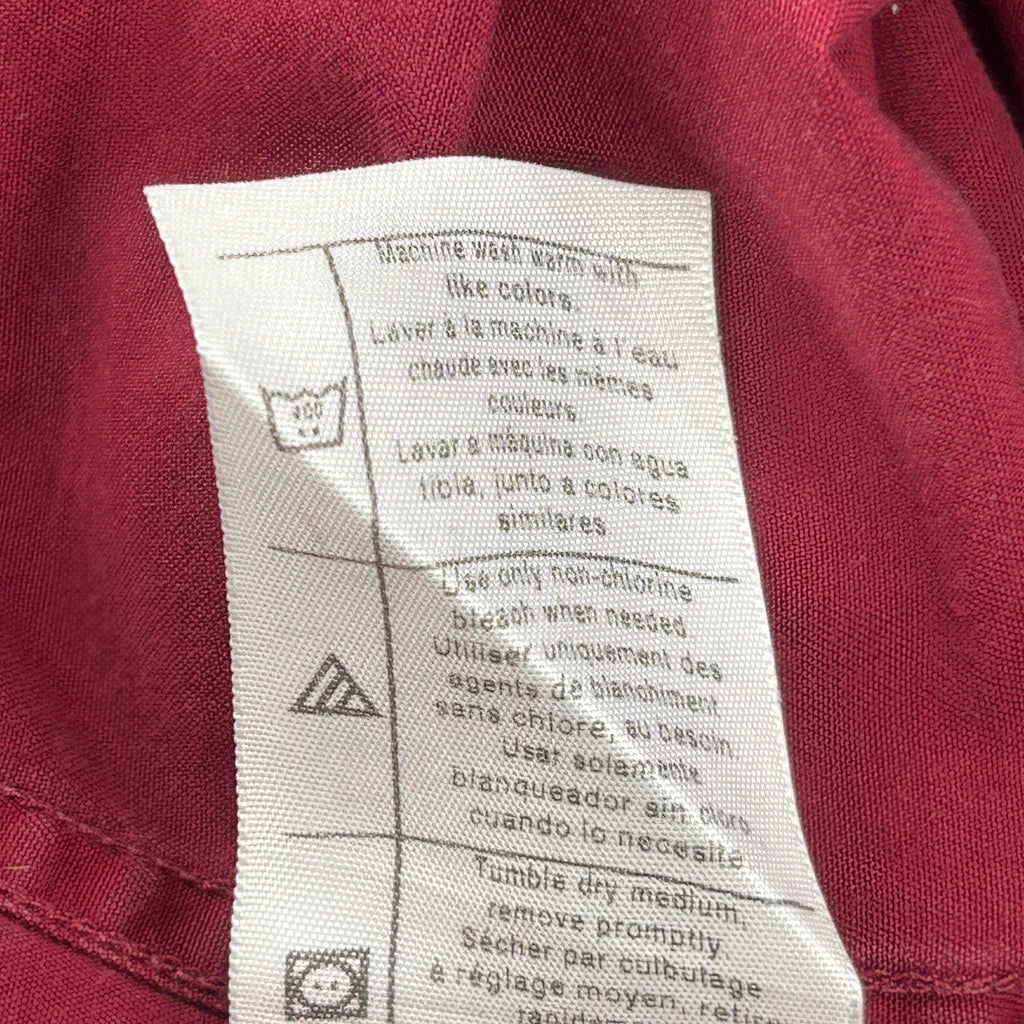 Machine wash warm with
like colors.
Laver à la machine à l'eau
chaude avec les mêmes
couleurs
Lavar a máquina con agua
tibia, junto a colores
similares
Use only non-chlorine
bleach when needed
Utiliser uniquement des
agents de blanchiment
sans chlore, au besoin.
Usar solamente
blanqueador sin cloro
cuando lo necesite
Tumble dry medium,
remove promptly
Sécher par culbutage
à réglage moyen,